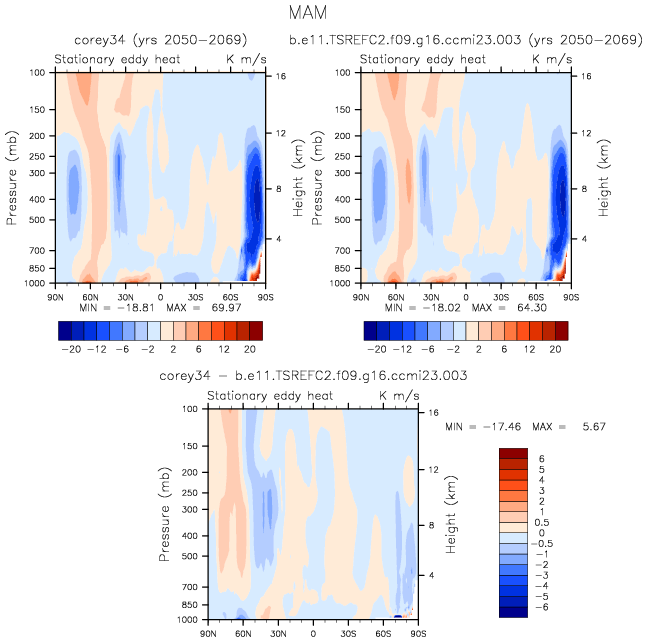 MAM
corey34 (yrs 2050-2069)
b.e11.TSREFC2.f09.g16.ccmi23.003 (yrs 2050-2069)
Stationary eddy heat K m/s
Stationary eddy heat K m/s
Pressure (mb)
100
150
200
250
300
400
500
700
850
1000
90N 60N 30N 0 30S 60S 90S
16
12
8
4
Height (km)
Pressure (mb)
100
150
200
250
300
400
500
700
850
1000
90N 60N 30N 0 30S 60S 90S
16
12
8
4
Height (km)
MIN = -18.81 MAX = 69.97
MIN = -18.02 MAX = 64.30
-20 -12 -6 -2 2 6 12 20
-20 -12 -6 -2 2 6 12 20
corey34 - b.e11.TSREFC2.f09.g16.ccmi23.003
Stationary eddy heat K m/s
Pressure (mb)
100
150
200
250
300
400
500
700
850
1000
90N 60N 30N 0 30S 60S 90S
16
12
8
4
Height (km)
MIN = -17.46 MAX = 5.67
6
5
4
3
2
1
0.5
0
-0.5
-1
-2
-3
-4
-5
-6